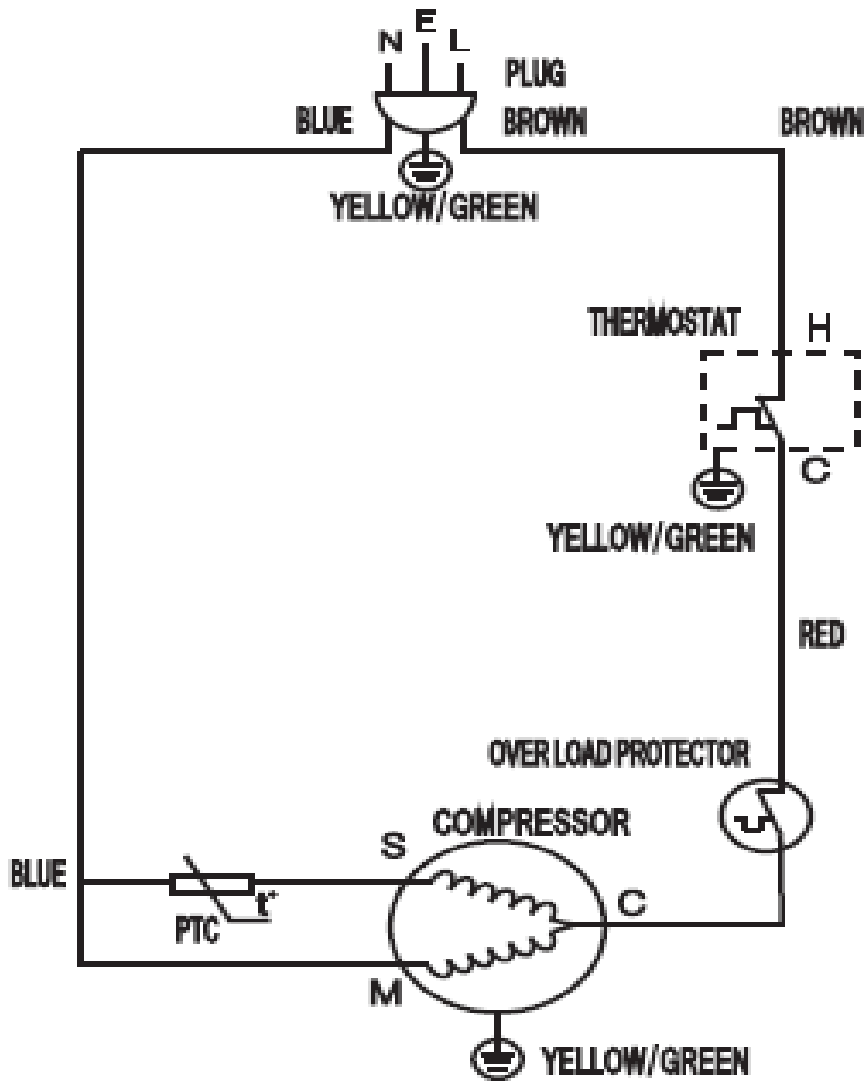 N E L
PLUG
BLUE BROWN BROWN
YELLOW/GREEN
THERMOSTAT H
C
YELLOW/GREEN
RED
OVER LOAD PROTECTOR
COMPRESSOR
S
BLUE
t°
C
PTC
M
YELLOW/GREEN